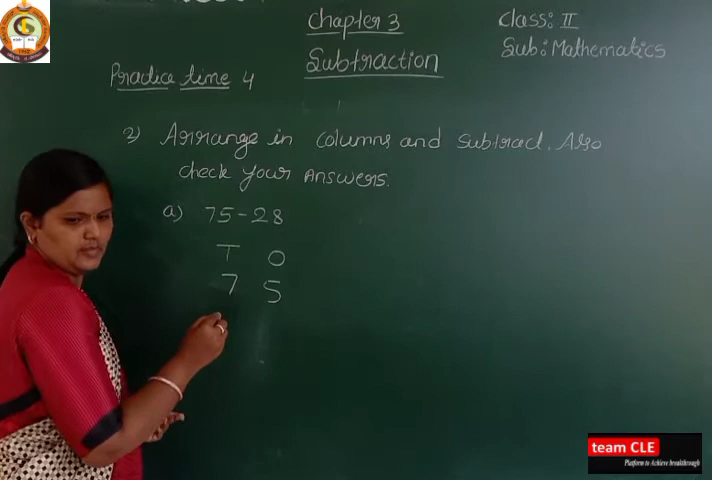 Chapter 3
Class: II
Subtraction
Sub: Mathematics
Practice time 4
2) Arrange in columns and subtract. Also
check your answers.
a) 75-28
T O
7 5
team CLE
Platform to Achieve breakthrough